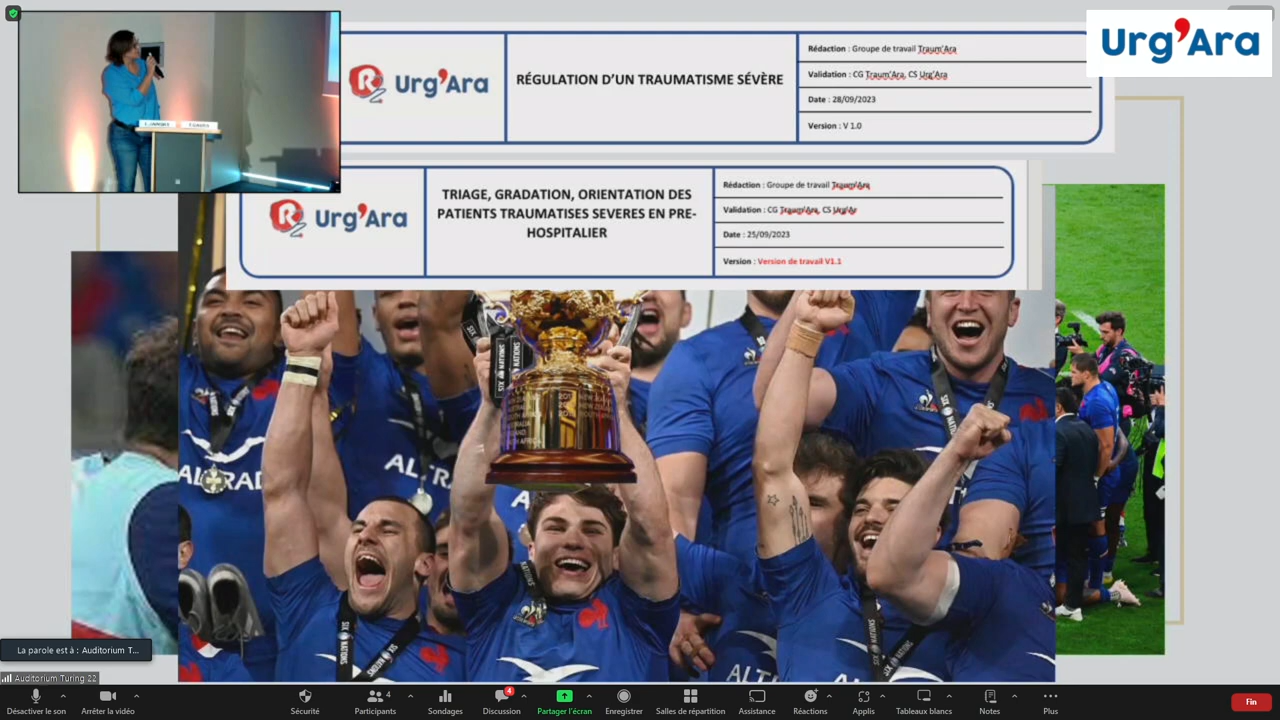 Urg'Ara
RÉGULATION D'UN TRAUMATISME SÉVÈRE
Rédaction : Groupe de travail Traum'Ara
Validation : CG Traum'Ara, CS Urg'Ara
Date : 28/09/2023
Version : V 1.0
Urg'Ara
Urg'Ara
TRIAGE, GRADATION, ORIENTATION DES
PATIENTS TRAUMATISES SEVERES EN PRE-
HOSPITALIER
Rédaction : Groupe de travail Traum'Ara
Validation : CG Traum'Ara, CS Urg'Ar
Date : 25/09/2023
Version : Version de travail V1.1
ALTRAD
ALTRA
SIX NATIONS
La parole est à : Auditorium T...
Auditorium Turing 22
Désactiver le son
Arrêter la vidéo
Sécurité
Participants
4
Sondages
Discussion
4
Partager l'écran
Enregistrer
Salles de répartition
Assistance
Réactions
Applis
Tableaux blancs
Notes
Plus
Fin